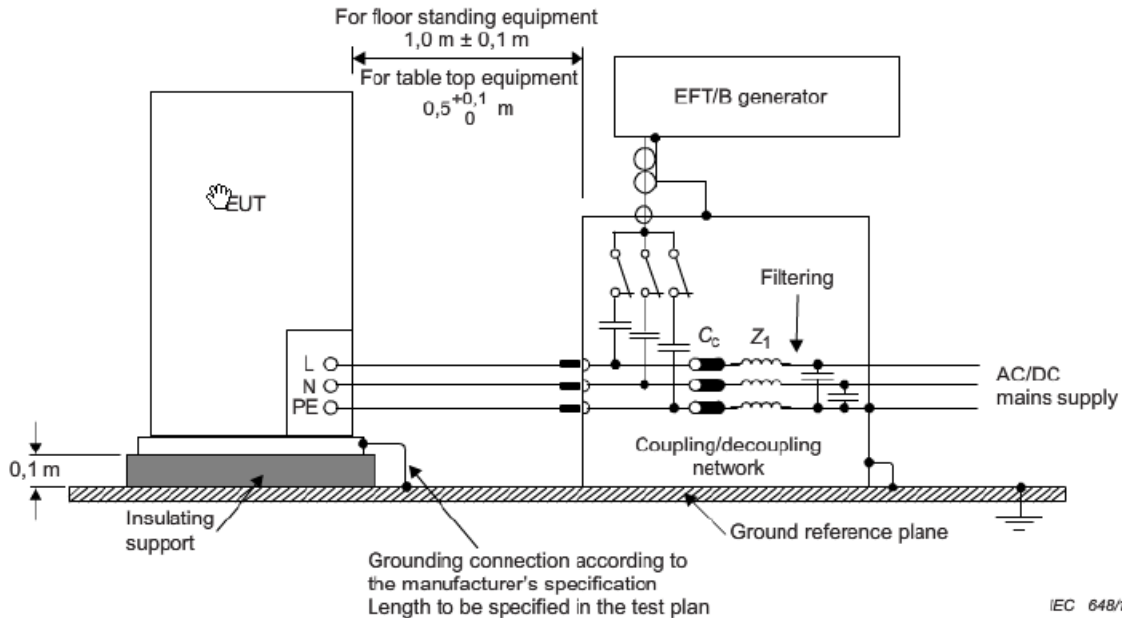 For floor standing equipment
1,0 m ± 0,1 m
For table top equipment
0,5 +0,1 0 m
EFT/B generator
EUT
Filtering
Cc
Z1
L
N
PE
AC/DC
mains supply
Coupling/decoupling
network
0,1 m
Insulating
support
Ground reference plane
Grounding connection according to
the manufacturer's specification
Length to be specified in the test plan
IEC 648/